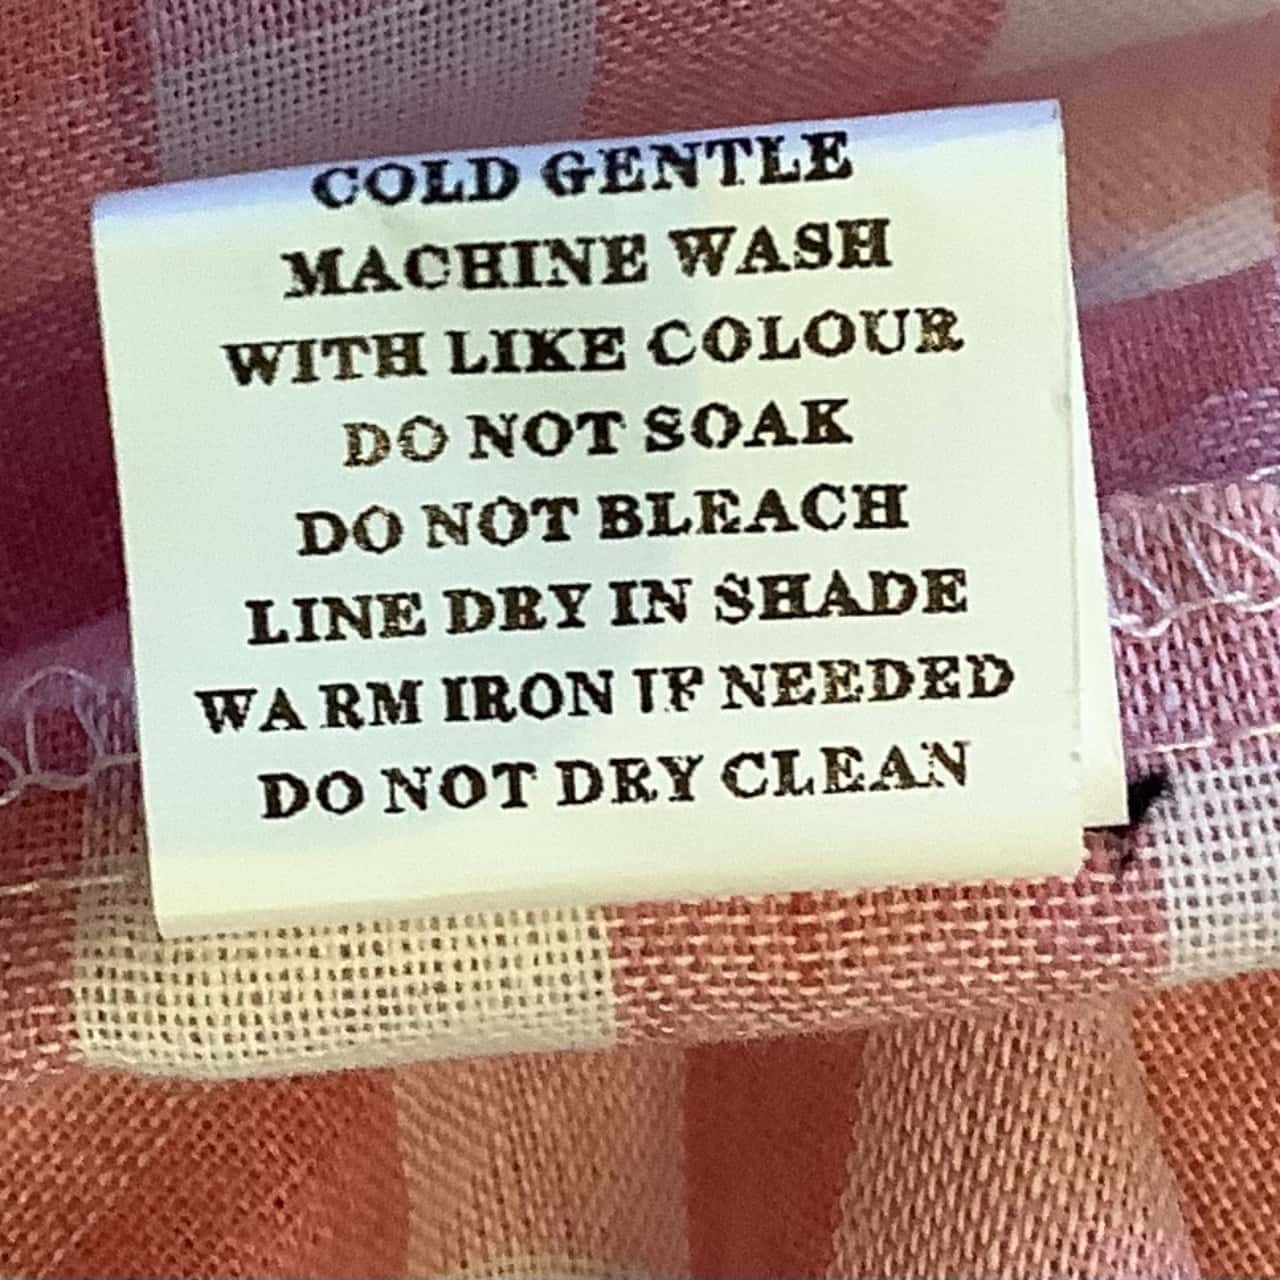 COLD GENTLE
MACHINE WASH
WITH LIKE COLOUR
DO NOT SOAK
DO NOT BLEACH
LINE DRY IN SHADE
WARM IRON IF NEEDED
DO NOT DRY CLEAN